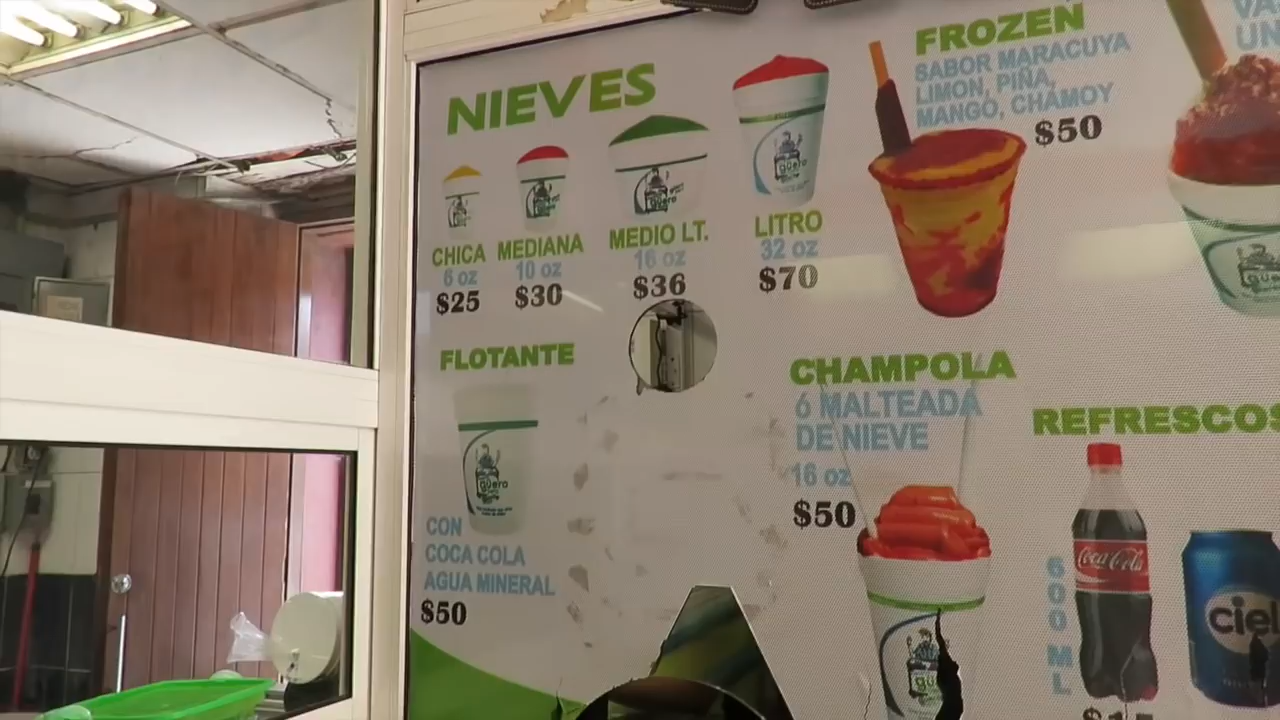 NIEVES
CHICA
6 oz
$25
MEDIANA
10 oz
$30
MEDIO LT.
16 oz
$36
LITRO
32 oz
$70
FROZEN
SABOR MARACUYA
LIMON, PIÑA,
MANGO, CHAMOY
$50
FLOTANTE
güero
CON
COCA COLA
AGUA MINERAL
$50
CHAMPOLA
6 MALTEADA
DE NIEVE
16 oz
$50
REFRESCOS
600 ML
Coca-Cola
ciel